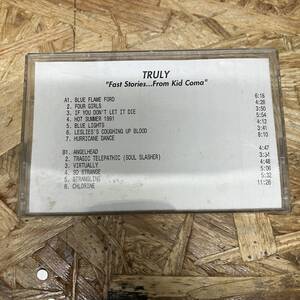 TRULY
"Fast Stories...From Kid Coma"
A1. BLUE FLAME FORD 6:16
2. FOUR GIRLS 4:28
3. IF YOU DON'T LET IT DIE 3:50
4. HOT SUMMER 1991 5:54
5. BLUE LIGHTS 4:12
6. LESLIE'S COUGHING UP BLOOD 3:41
7. HURRICANE DANCE 8:10
B1. ANGELHEAD 4:47
2. TRAGIC TELEPATHIC (SOUL SLASHER) 3:34
3. VIRTUALLY 4:48
4. SO STRANGE 5:06
5. STRANGLING 5:32
6. CHLORINE 11:26